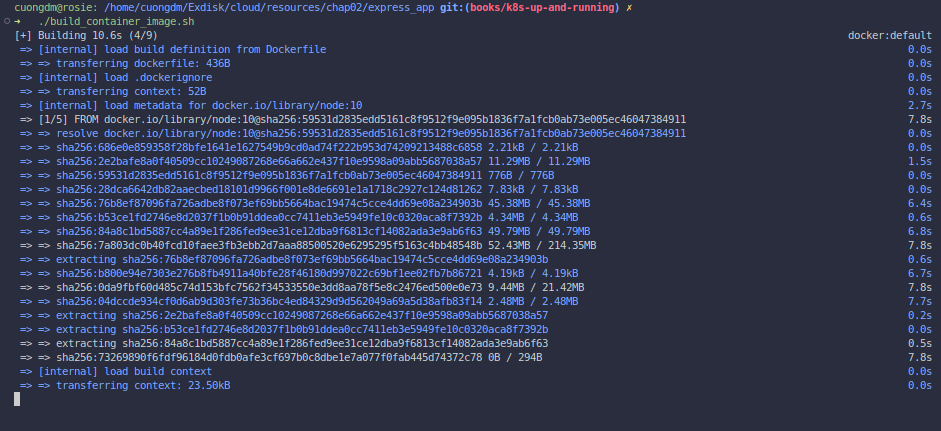 cuongdm@rosie: /home/cuongdm/Exdisk/cloud/resources/chap02/express_app git:(books/k8s-up-and-running) ✗
➜ ./build_container_image.sh
[+] Building 10.6s (4/9) docker:default
=> [internal] load build definition from Dockerfile 0.0s
=> => transferring dockerfile: 436B 0.0s
=> [internal] load .dockerignore 0.0s
=> => transferring context: 52B 0.0s
=> [internal] load metadata for docker.io/library/node:10 2.7s
=> [1/5] FROM docker.io/library/node:10@sha256:59531d2835edd5161c8f9512f9e095b1836f7a1fcb0ab73e005ec46047384911 7.8s
=> => resolve docker.io/library/node:10@sha256:59531d2835edd5161c8f9512f9e095b1836f7a1fcb0ab73e005ec46047384911 0.0s
=> => sha256:686e0e859358f28bfe1641e1627549b9cd0ad74f222b953d74209213488c6858 2.21kB / 2.21kB 0.0s
=> => sha256:2e2bafe8a0f40509cc10249087268e66a662e437f10e9598a09abb5687038a57 11.29MB / 11.29MB 1.5s
=> => sha256:59531d2835edd5161c8f9512f9e095b1836f7a1fcb0ab73e005ec46047384911 776B / 776B 0.0s
=> => sha256:28dca6642db82aaecbed18101d9966f001e8de6691e1a1718c2927c124d81262 7.83kB / 7.83kB 0.0s
=> => sha256:76b8ef87096fa726adbe8f073ef69bb5664bac19474c5cce4dd69e08a234903b 45.38MB / 45.38MB 6.4s
=> => sha256:b53ce1fd2746e8d2037f1b0b91ddea0cc7411eb3e5949fe10c0320aca8f7392b 4.34MB / 4.34MB 0.6s
=> => sha256:84a8c1bd5887cc4a89e1f286fed9ee31ce12dba9f6813cf14082ada3e9ab6f63 49.79MB / 49.79MB 6.8s
=> => sha256:7a803dc0b40fcd10faee3fb3ebb2d7aaa88500520e6295295f5163c4bb48548b 52.43MB / 214.35MB 7.8s
=> => extracting sha256:76b8ef87096fa726adbe8f073ef69bb5664bac19474c5cce4dd69e08a234903b 0.6s
=> => sha256:b800e94e7303e276b8fb4911a40bfe28f46180d997022c69bf1ee02fb7b86721 4.19kB / 4.19kB 6.7s
=> => sha256:0da9fbf60d485c74d153bfc7562f34533550e3dd8aa78f5e8c2476ed500e0e73 9.44MB / 21.42MB 7.8s
=> => sha256:04dccde934cf0d6ab9d303fe73b36bc4ed84329d9d562049a69a5d38afb83f14 2.48MB / 2.48MB 7.7s
=> => extracting sha256:2e2bafe8a0f40509cc10249087268e66a662e437f10e9598a09abb5687038a57 0.2s
=> => extracting sha256:b53ce1fd2746e8d2037f1b0b91ddea0cc7411eb3e5949fe10c0320aca8f7392b 0.0s
=> => extracting sha256:84a8c1bd5887cc4a89e1f286fed9ee31ce12dba9f6813cf14082ada3e9ab6f63 0.5s
=> => sha256:73269890f6fdf96184d0fdb0afe3cf697b0c8dbe1e7a077f0fab445d74372c78 0B / 294B 7.8s
=> [internal] load build context 0.0s
=> => transferring context: 23.50kB 0.0s